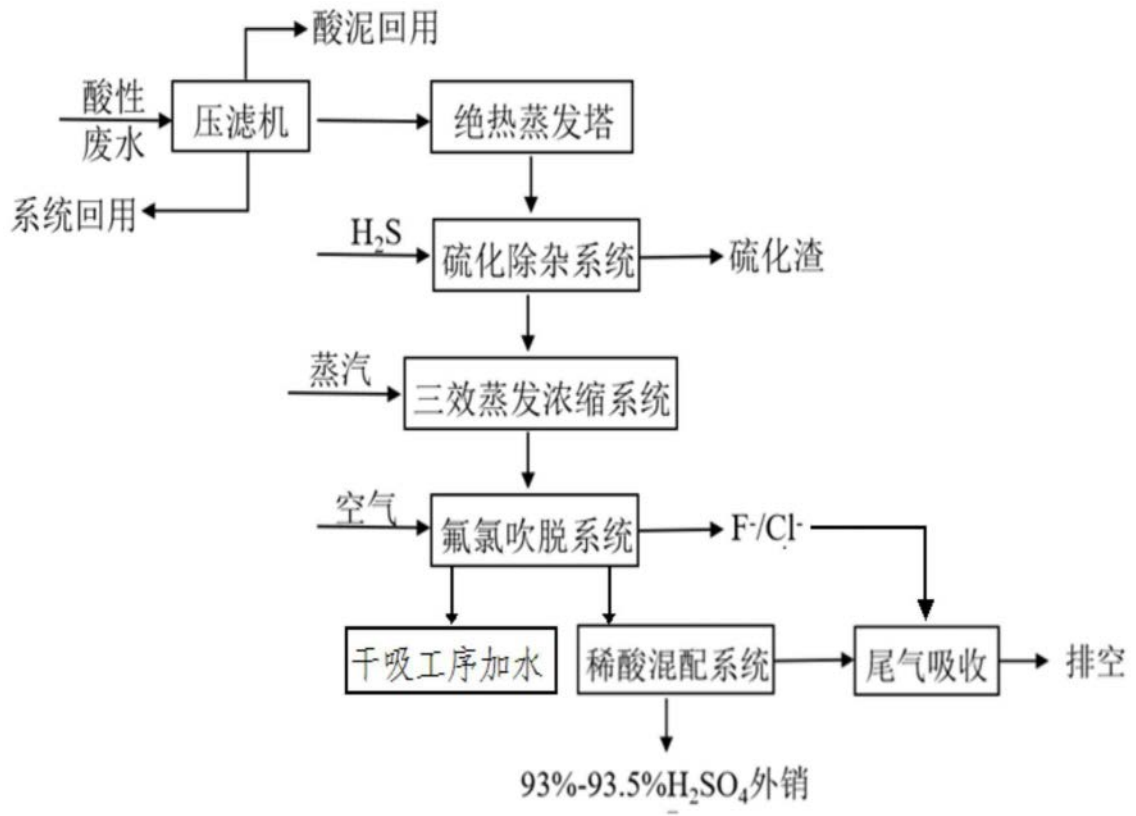 酸泥回用
酸性
废水
压滤机
绝热蒸发塔
系统回用
H₂S
硫化除杂系统
硫化渣
蒸汽
三效蒸发浓缩系统
空气
氟氯吹脱系统
F⁻/Cl⁻
干吸工序加水
稀酸混配系统
尾气吸收
排空
93%-93.5%H₂SO₄外销